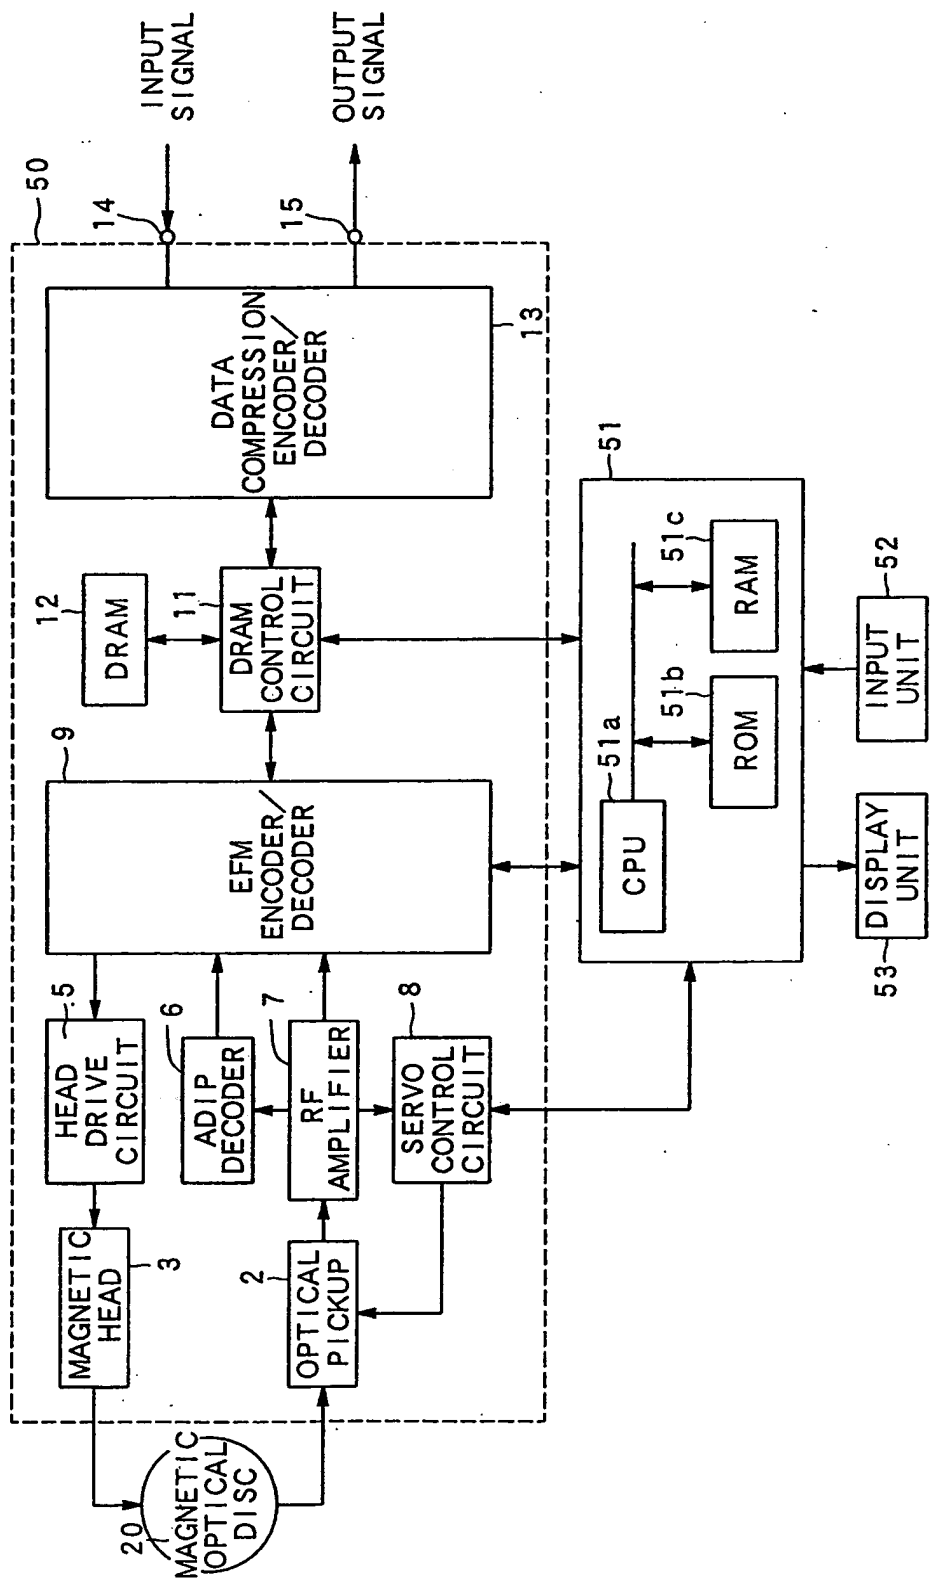 50
INPUT
SIGNAL
14
OUTPUT
SIGNAL
15
DATA
COMPRESSION
ENCODER/
DECODER
13
12
DRAM
11
DRAM
CONTROL
CIRCUIT
9
EFM
ENCODER/
DECODER
5
HEAD
DRIVE
CIRCUIT
6
ADIP
DECODER
7
RF
AMPLIFIER
8
SERVO
CONTROL
CIRCUIT
MAGNETIC
HEAD
3
2
OPTICAL
PICKUP
20
MAGNETIC
/OPTICAL
DISC
51
51a
CPU
51b
ROM
51c
RAM
52
INPUT
UNIT
53
DISPLAY
UNIT